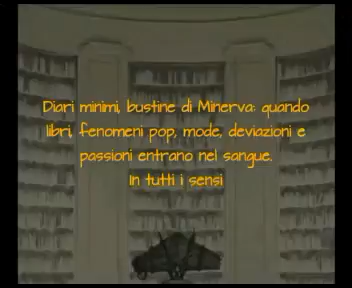 Diari minimi, bustine di Minerva: quando
libri, fenomeni pop, mode, deviazioni e
passioni entrano nel sangue.
In tutti i sensi